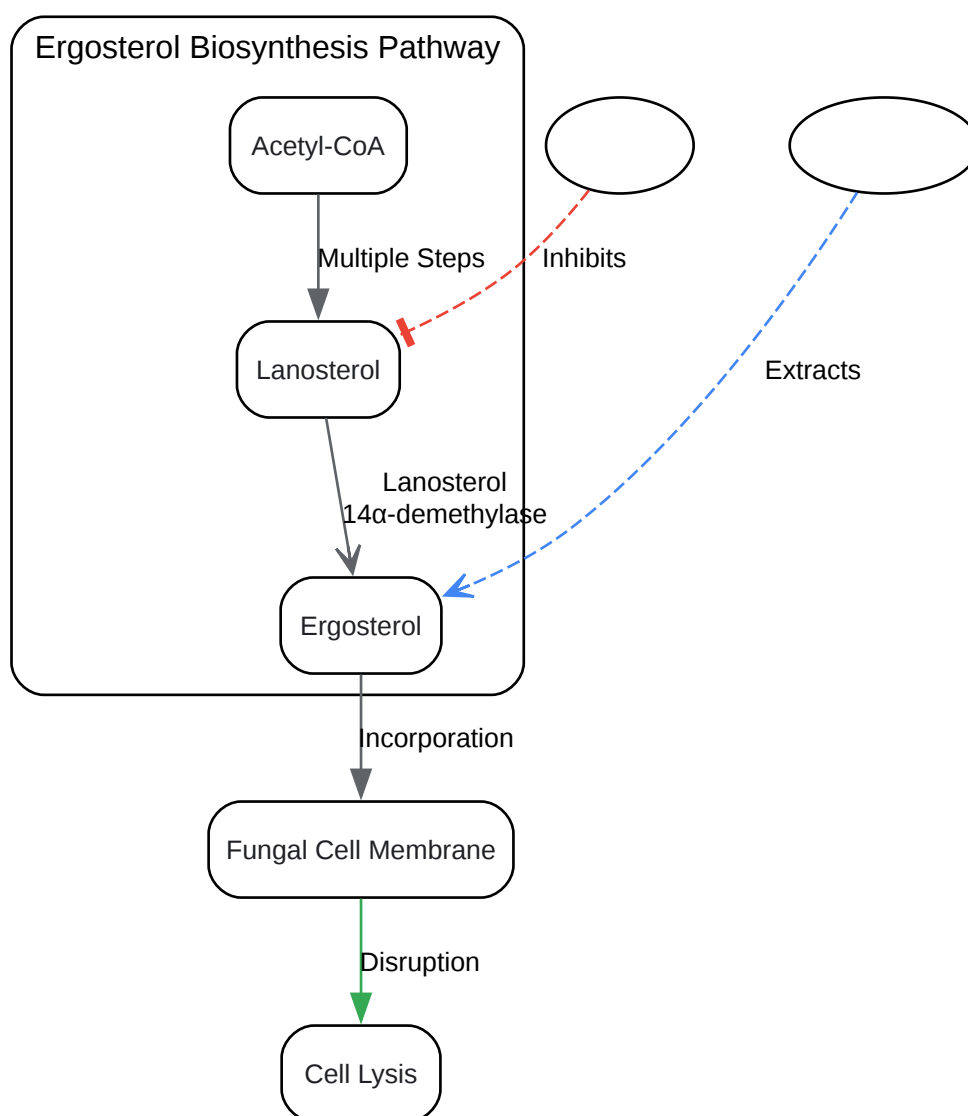 Ergosterol Biosynthesis Pathway
Acetyl-CoA
Multiple Steps
Inhibits
Lanosterol
Extracts
Lanosterol
14α-demethylase
Ergosterol
Incorporation
Fungal Cell Membrane
Disruption
Cell Lysis